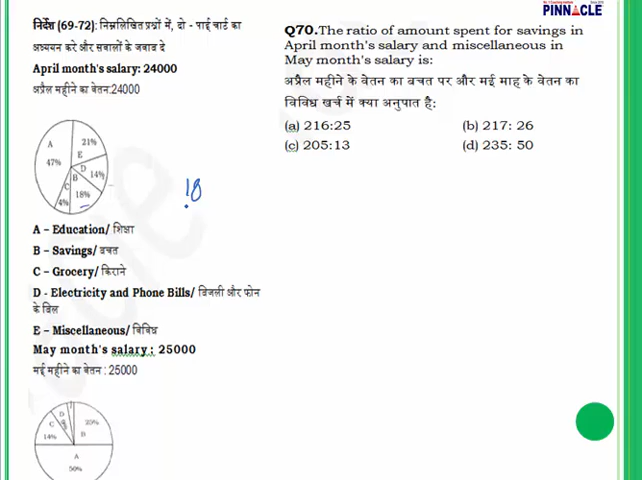 निर्देश (69-72): निम्नलिखित प्रश्नों में, दो - पाई चार्ट का
अध्ययन करे और सवालों के जवाब दे
April month's salary: 24000
अप्रैल महीने का वेतन:24000
A
47%
21%
E
D
14%
B
18%
C
4%
A – Education/ शिक्षा
B – Savings/ बचत
C – Grocery/ किराने
D - Electricity and Phone Bills/ बिजली और फोन
के बिल
E – Miscellaneous/ विविध
May month's salary: 25000
मई महीने का वेतन : 25000
D
C
14%
B
A
50%
18
PINNACLE
Q70.The ratio of amount spent for savings in
April month's salary and miscellaneous in
May month's salary is:
अप्रैल महीने के वेतन का बचत पर और मई माह के वेतन का
विविध खर्च में क्या अनुपात है:
(a) 216:25 (b) 217: 26
(c) 205:13 (d) 235: 50